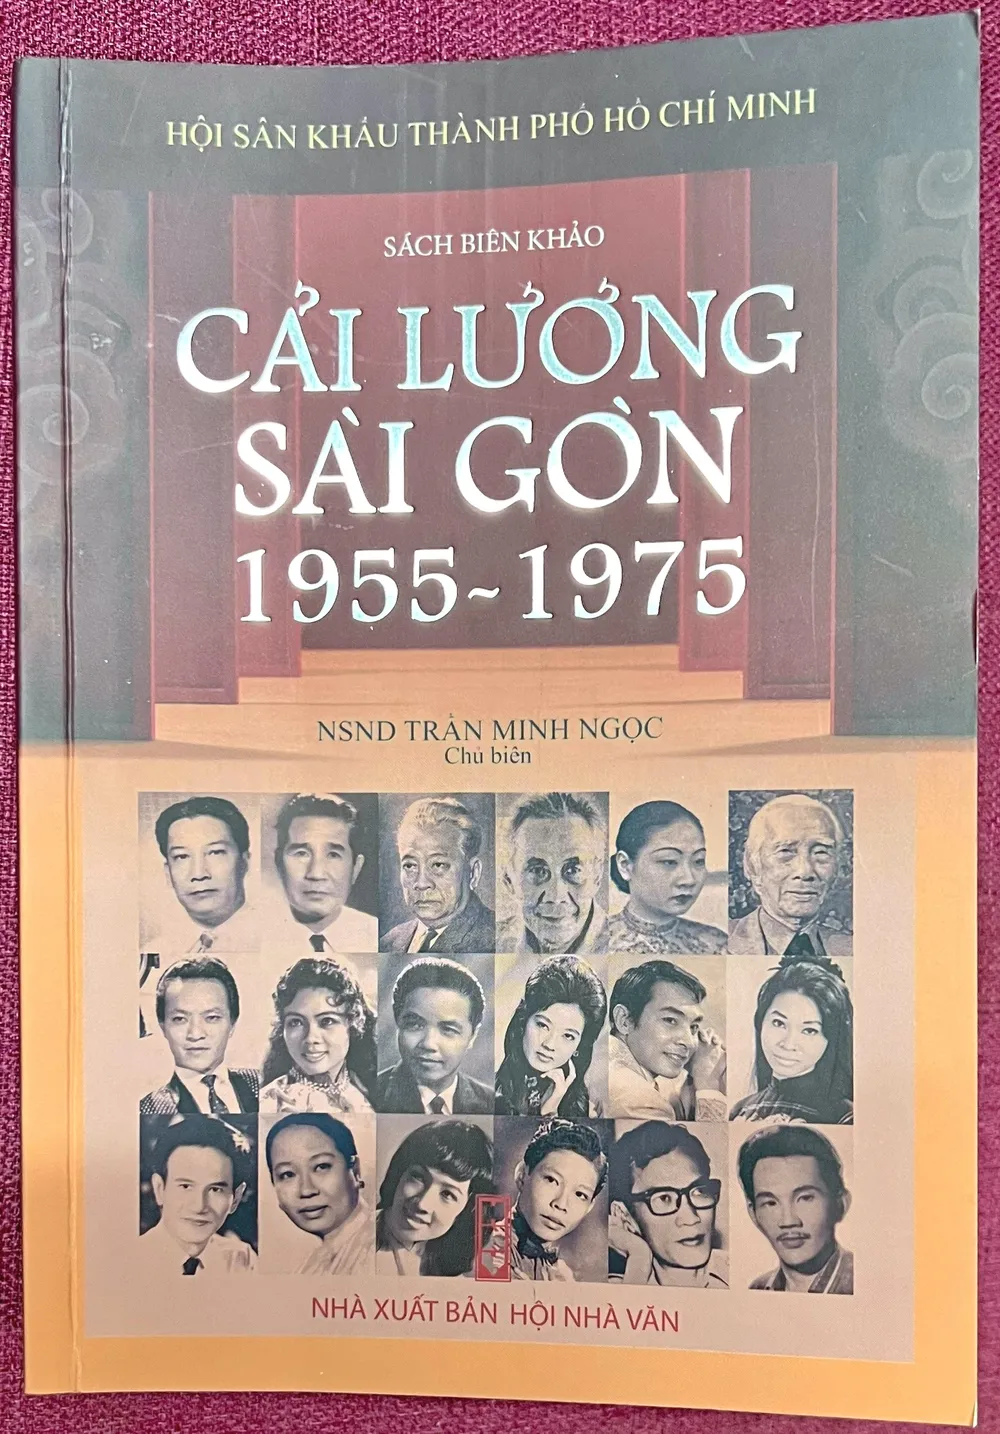 HỘI SÂN KHẤU THÀNH PHỐ HỒ CHÍ MINH
SÁCH BIÊN KHẢO
CẢI LƯƠNG
SÀI GÒN
1955~1975
NSND TRẦN MINH NGỌC
Chủ biên
NHÀ XUẤT BẢN HỘI NHÀ VĂN